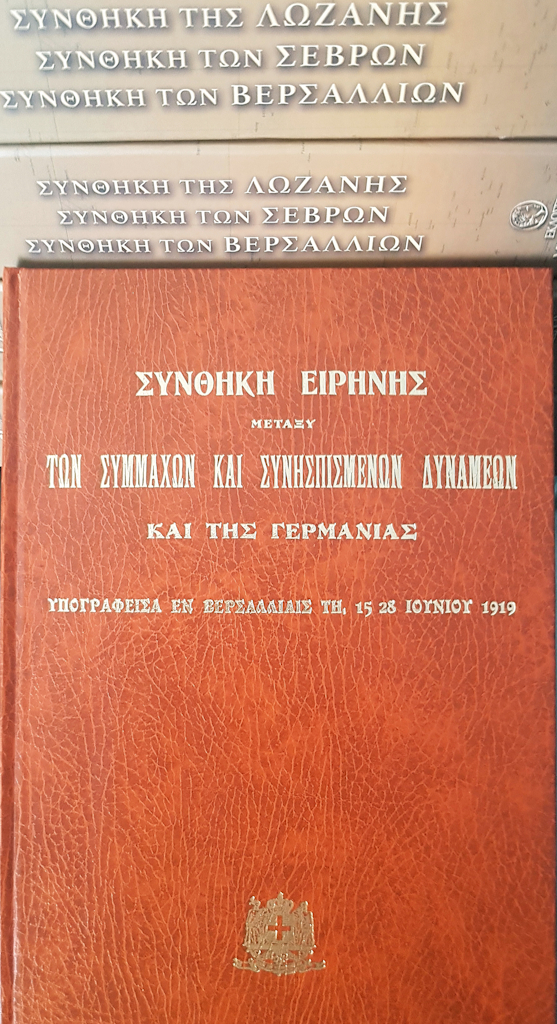 ΣΥΝΘΗΚΗ ΤΗΣ ΛΩΖΑΝΗΣ
ΣΥΝΘΗΚΗ ΤΩΝ ΣΕΒΡΩΝ
ΣΥΝΘΗΚΗ ΤΩΝ ΒΕΡΣΑΛΛΙΩΝ
ΣΥΝΘΗΚΗ ΤΗΣ ΛΩΖΑΝΗΣ
ΣΥΝΘΗΚΗ ΤΩΝ ΣΕΒΡΩΝ
ΣΥΝΘΗΚΗ ΤΩΝ ΒΕΡΣΑΛΛΙΩΝ
ΣΥΝΘΗΚΗ ΕΙΡΗΝΗΣ
ΜΕΤΑΞΥ
ΤΩΝ ΣΥΜΜΑΧΩΝ ΚΑΙ ΣΥΝΗΣΠΙΣΜΕΝΩΝ ΔΥΝΑΜΕΩΝ
ΚΑΙ ΤΗΣ ΓΕΡΜΑΝΙΑΣ
ΥΠΟΓΡΑΦΕΙΣΑ ΕΝ ΒΕΡΣΑΛΛΙΑΙΣ ΤΗ, 15 28 ΙΟΥΝΙΟΥ 1919